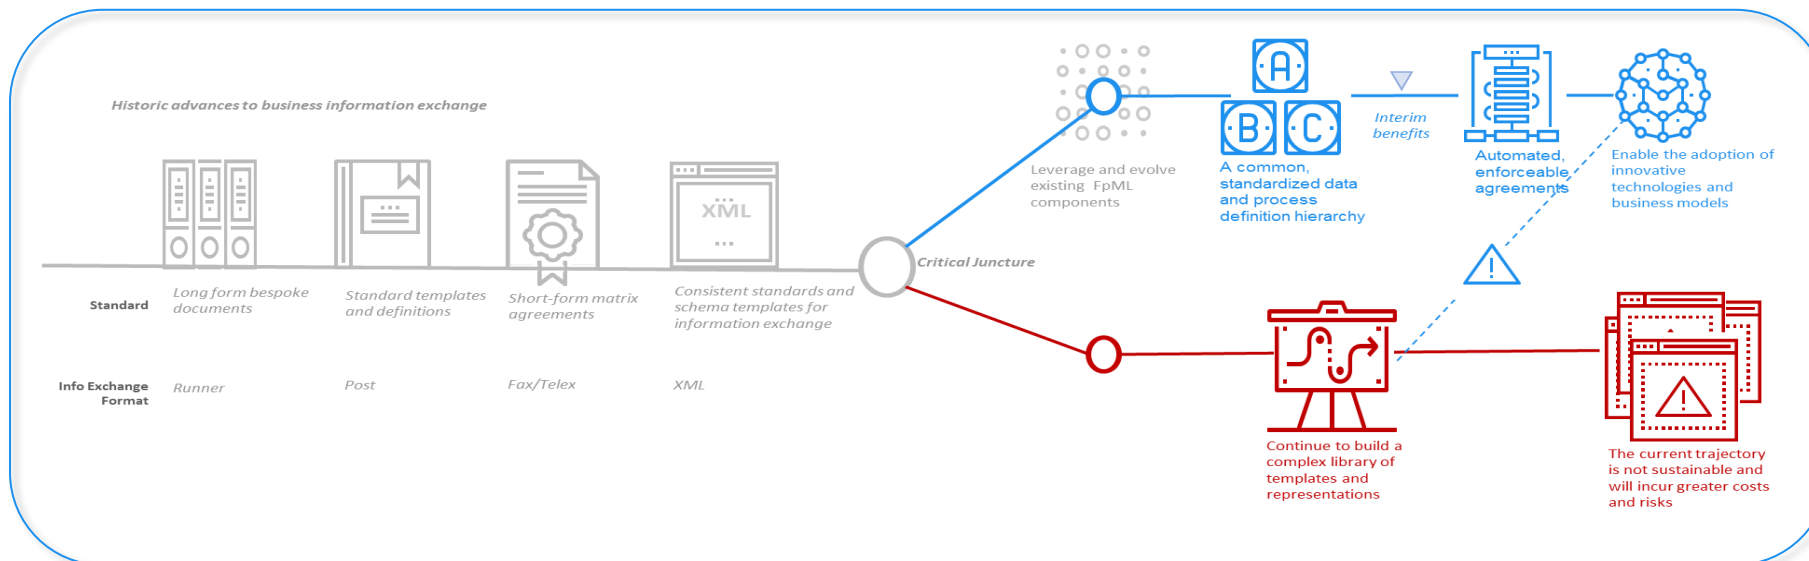 Historic advances to business information exchange
XML
Standard
Long form bespoke
documents
Standard templates
and definitions
Short-form matrix
agreements
Consistent standards and
schema templates for
information exchange
Info Exchange
Format
Runner
Post
Fax/Telex
XML
Critical Juncture
Leverage and evolve
existing FpML
components
A
B
C
A common,
standardized data
and process
definition hierarchy
Interim
benefits
Automated,
enforceable
agreements
Enable the adoption of
innovative
technologies and
business models
!
Continue to build a
complex library of
templates and
representations
!
The current trajectory
is not sustainable and
will incur greater costs
and risks